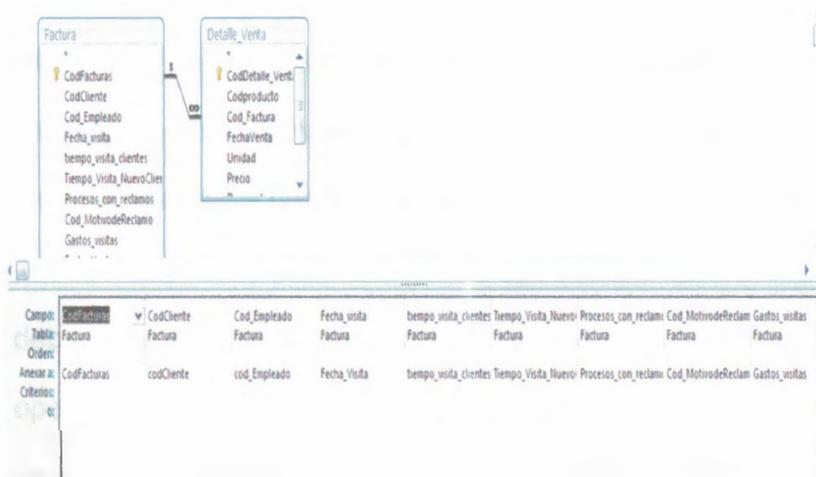 Factura
*
CodFacturas
CodCliente
Cod_Empleado
Fecha_visita
tiempo_visita_clientes
Tiempo_Visita_NuevoClien
Procesos_con_reclamos
Cod_MotivodeReclamo
Gastos_visitas
Detalle_Venta
*
CodDetalle_Vent
Codproducto
Cod_Factura
FechaVenta
Unidad
Precio
1
∞
Campo: CodFacturas CodCliente Cod_Empleado Fecha_visita tiempo_visita_clientes Tiempo_Visita_Nuevo Procesos_con_reclam Cod_MotivodeReclam Gastos_visitas
Tabla: Factura Factura Factura Factura Factura Factura Factura Factura Factura
Orden:
Anexar a: CodFacturas codCliente cod_Empleado Fecha_Visita tiempo_visita_clientes Tiempo_Visita_Nuevo Procesos_con_reclam Cod_MotivodeReclam Gastos_visitas
Criterios:
o: